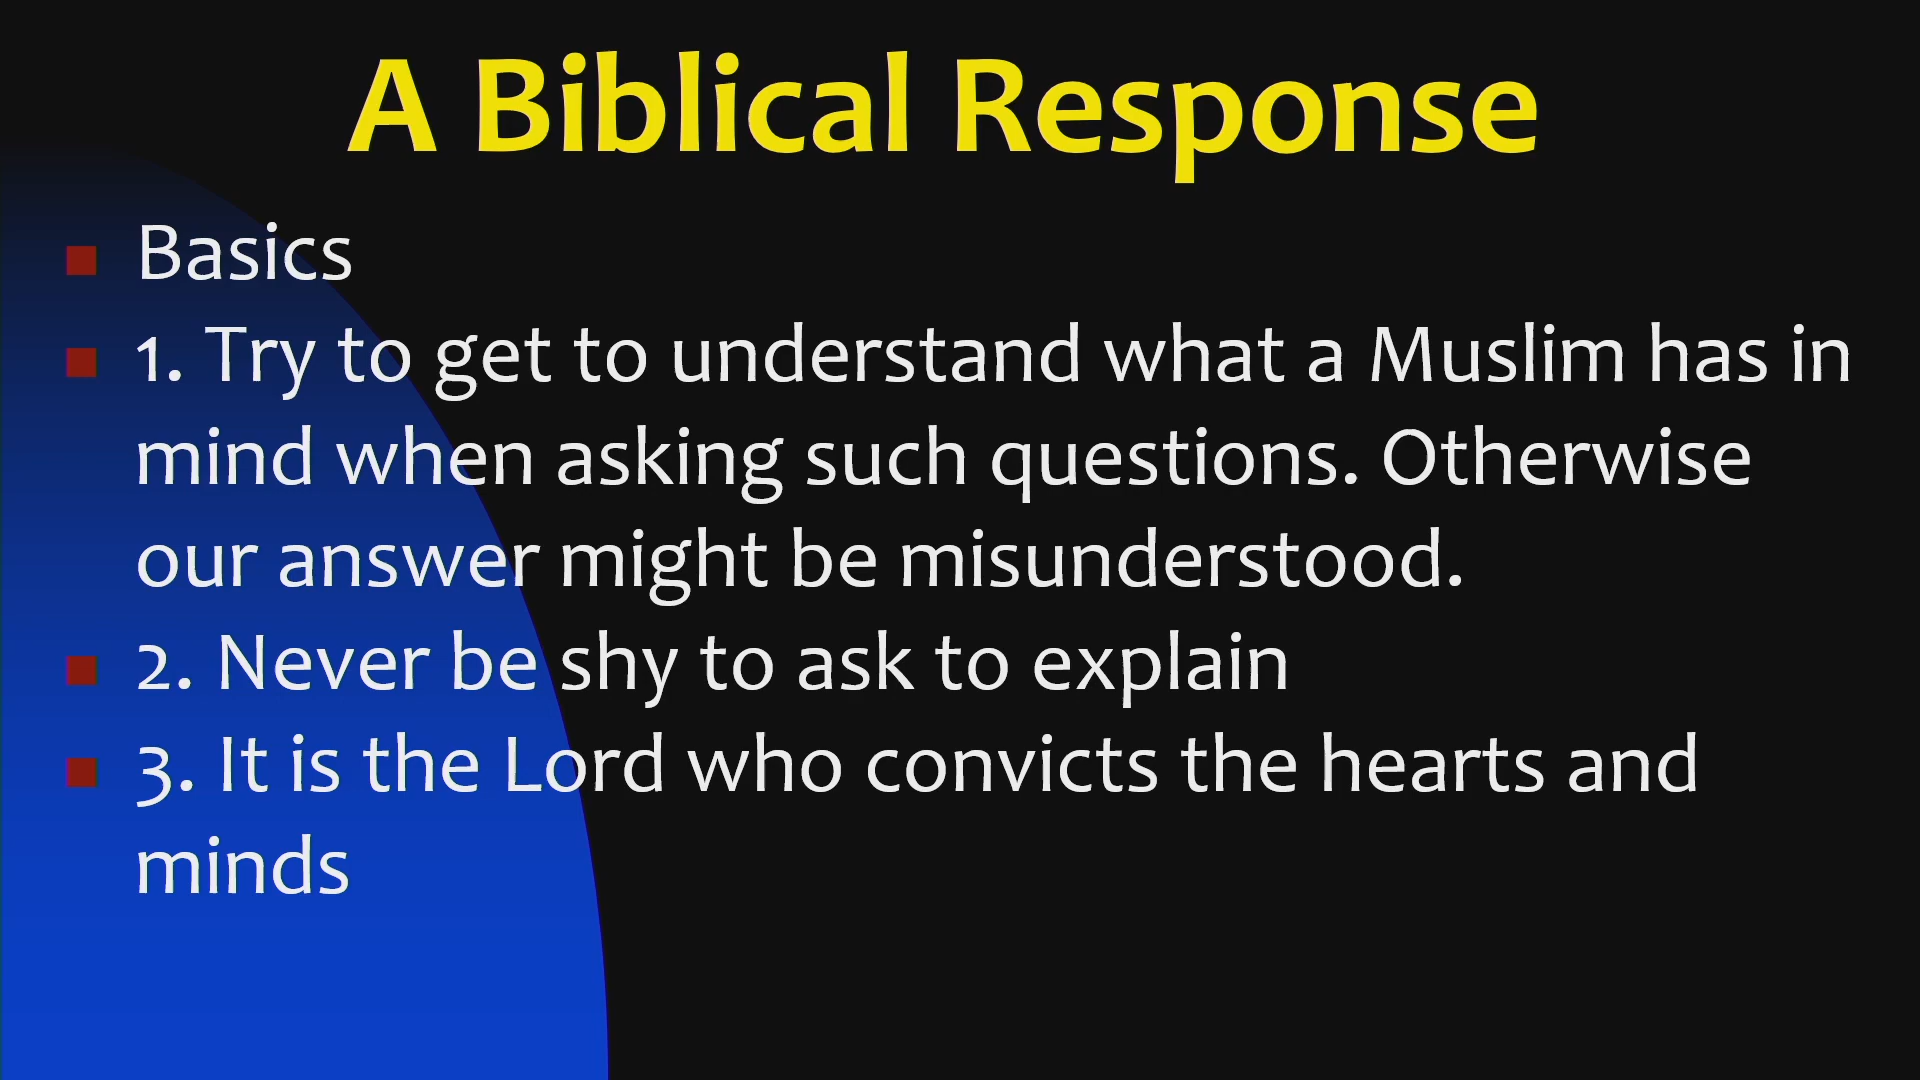 A Biblical Response
Basics
1. Try to get to understand what a Muslim has in
mind when asking such questions. Otherwise
our answer might be misunderstood.
2. Never be shy to ask to explain
3. It is the Lord who convicts the hearts and
minds